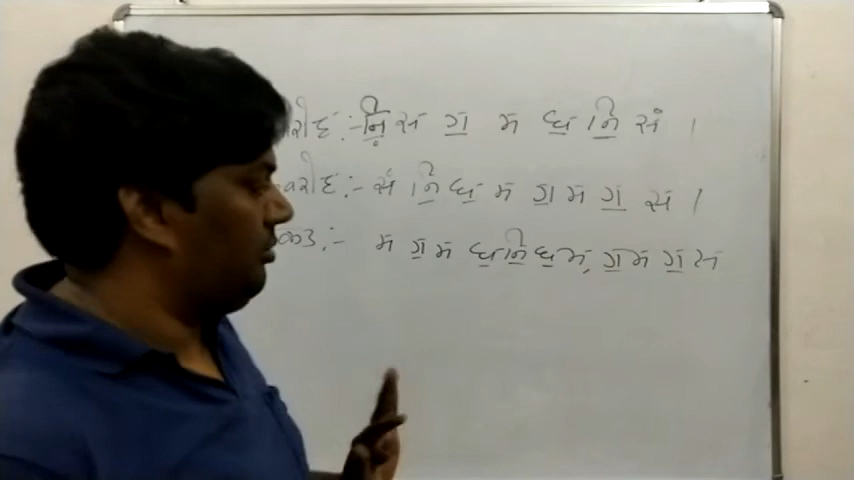 रोह :- नि़॒ स ग॒ म ध॒ नि॒ सं ।
वरोह :- सं नि॒ ध॒ म ग॒ म ग॒ स ।
कड :- म ग॒ म ध॒ नि॒ ध॒ म, ग॒ म ग॒ स